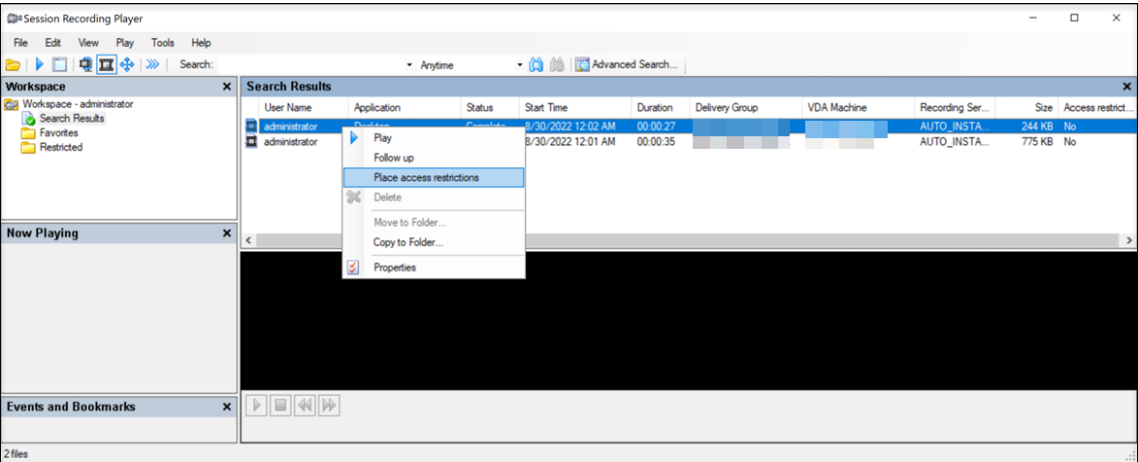 Session Recording Player
File Edit View Play Tools Help
Search: Anytime Advanced Search...
Workspace
Workspace - administrator
Search Results
Favorites
Restricted
Now Playing
Events and Bookmarks
Search Results
User Name Application Status Start Time Duration Delivery Group VDA Machine Recording Ser... Size Access restrict...
administrator Desktop Complete 8/30/2022 12:02 AM 00:00:27 AUTO_INSTA... 244 KB No
administrator 8/30/2022 12:01 AM 00:00:35 AUTO_INSTA... 775 KB No
Play
Follow up
Place access restrictions
Delete
Move to Folder...
Copy to Folder...
Properties
2 files